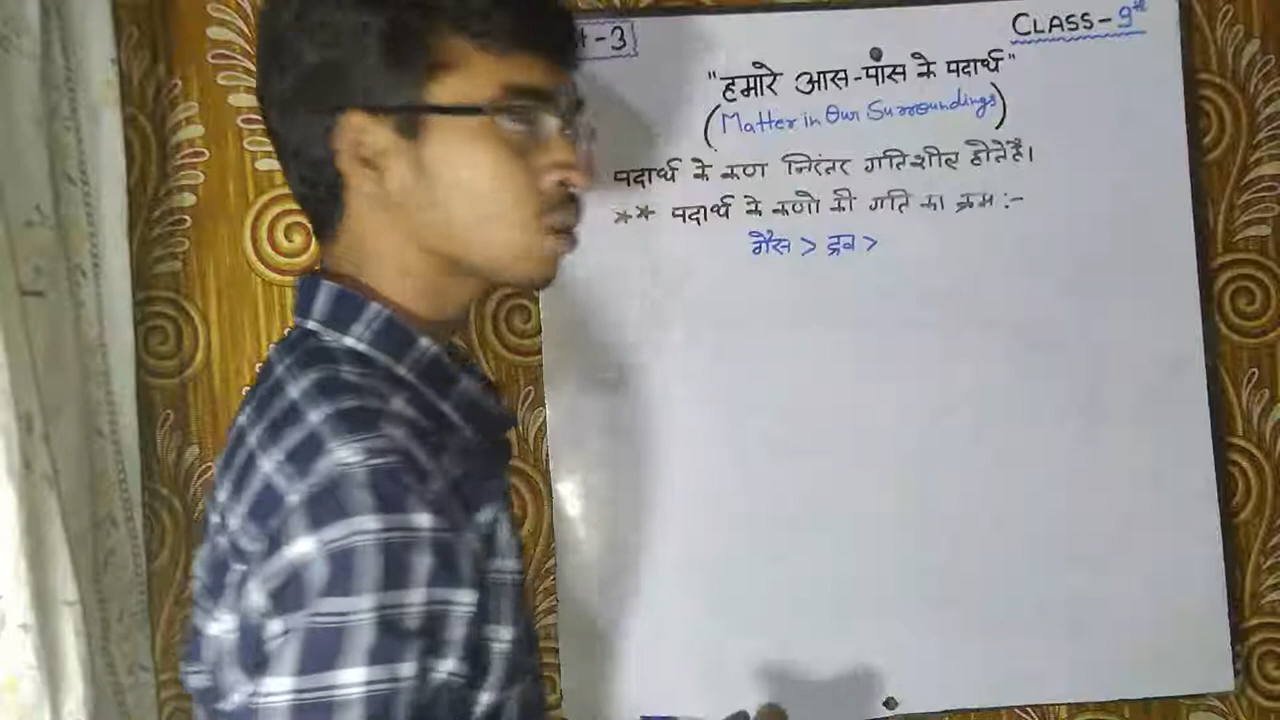 -3
CLASS-9th
"हमारे आस-पास के पदार्थ"
(Matter in Our Surroundings)
पदार्थ के कण निरंतर गतिशील होते हैं।
** पदार्थ के कणो की गति का क्रम :-
गैस > द्रव >